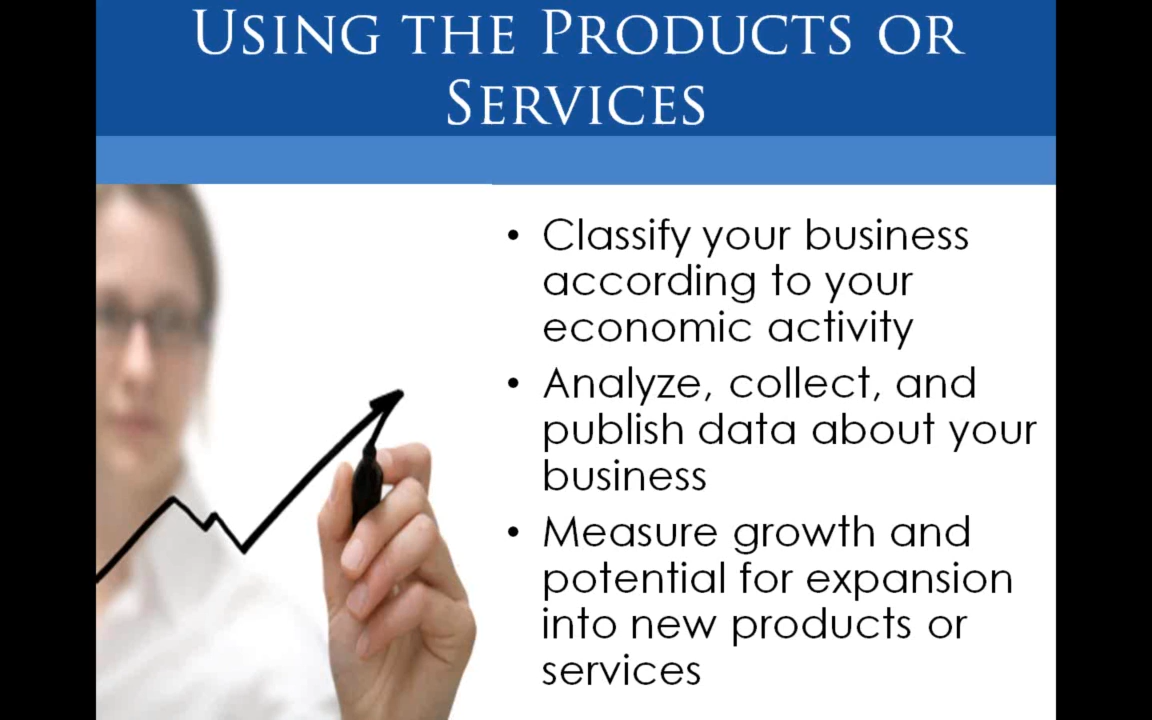 USING THE PRODUCTS OR
SERVICES
• Classify your business
according to your
economic activity
• Analyze, collect, and
publish data about your
business
• Measure growth and
potential for expansion
into new products or
services